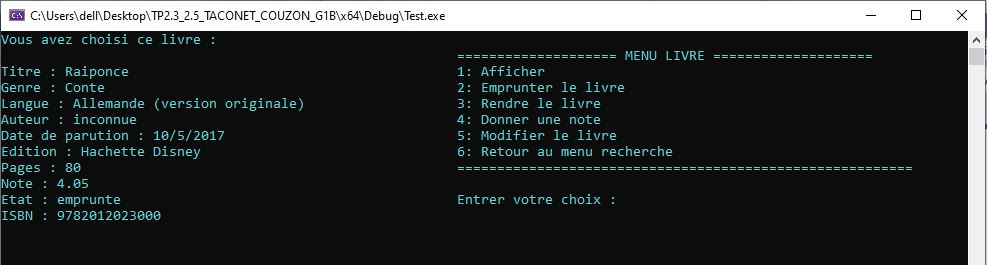 C:\Users\dell\Desktop\TP2.3_2.5_TACONET_COUZON_G1B\x64\Debug\Test.exe
Vous avez choisi ce livre :
==================== MENU LIVRE ====================
Titre : Raiponce 1: Afficher
Genre : Conte 2: Emprunter le livre
Langue : Allemande (version originale) 3: Rendre le livre
Auteur : inconnue 4: Donner une note
Date de parution : 10/5/2017 5: Modifier le livre
Edition : Hachette Disney 6: Retour au menu recherche
Pages : 80 =========================================================
Note : 4.05
Etat : emprunte Entrer votre choix :
ISBN : 9782012023000